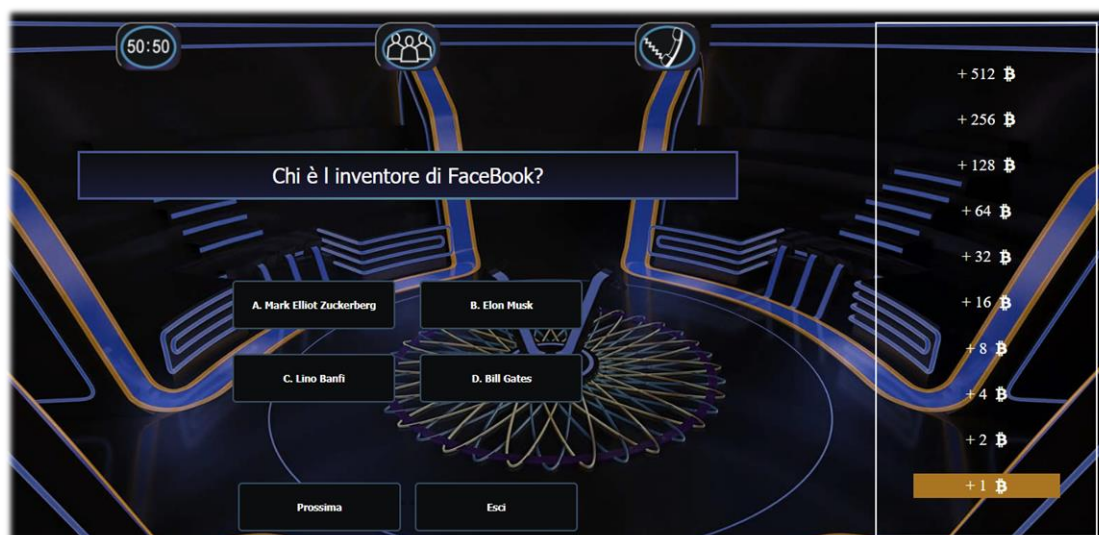 50:50
Chi è l inventore di FaceBook?
A. Mark Elliot Zuckerberg
B. Elon Musk
C. Lino Banfi
D. Bill Gates
Prossima
Esci
+ 512 ₿
+ 256 ₿
+ 128 ₿
+ 64 ₿
+ 32 ₿
+ 16 ₿
+ 8 ₿
+ 4 ₿
+ 2 ₿
+ 1 ₿